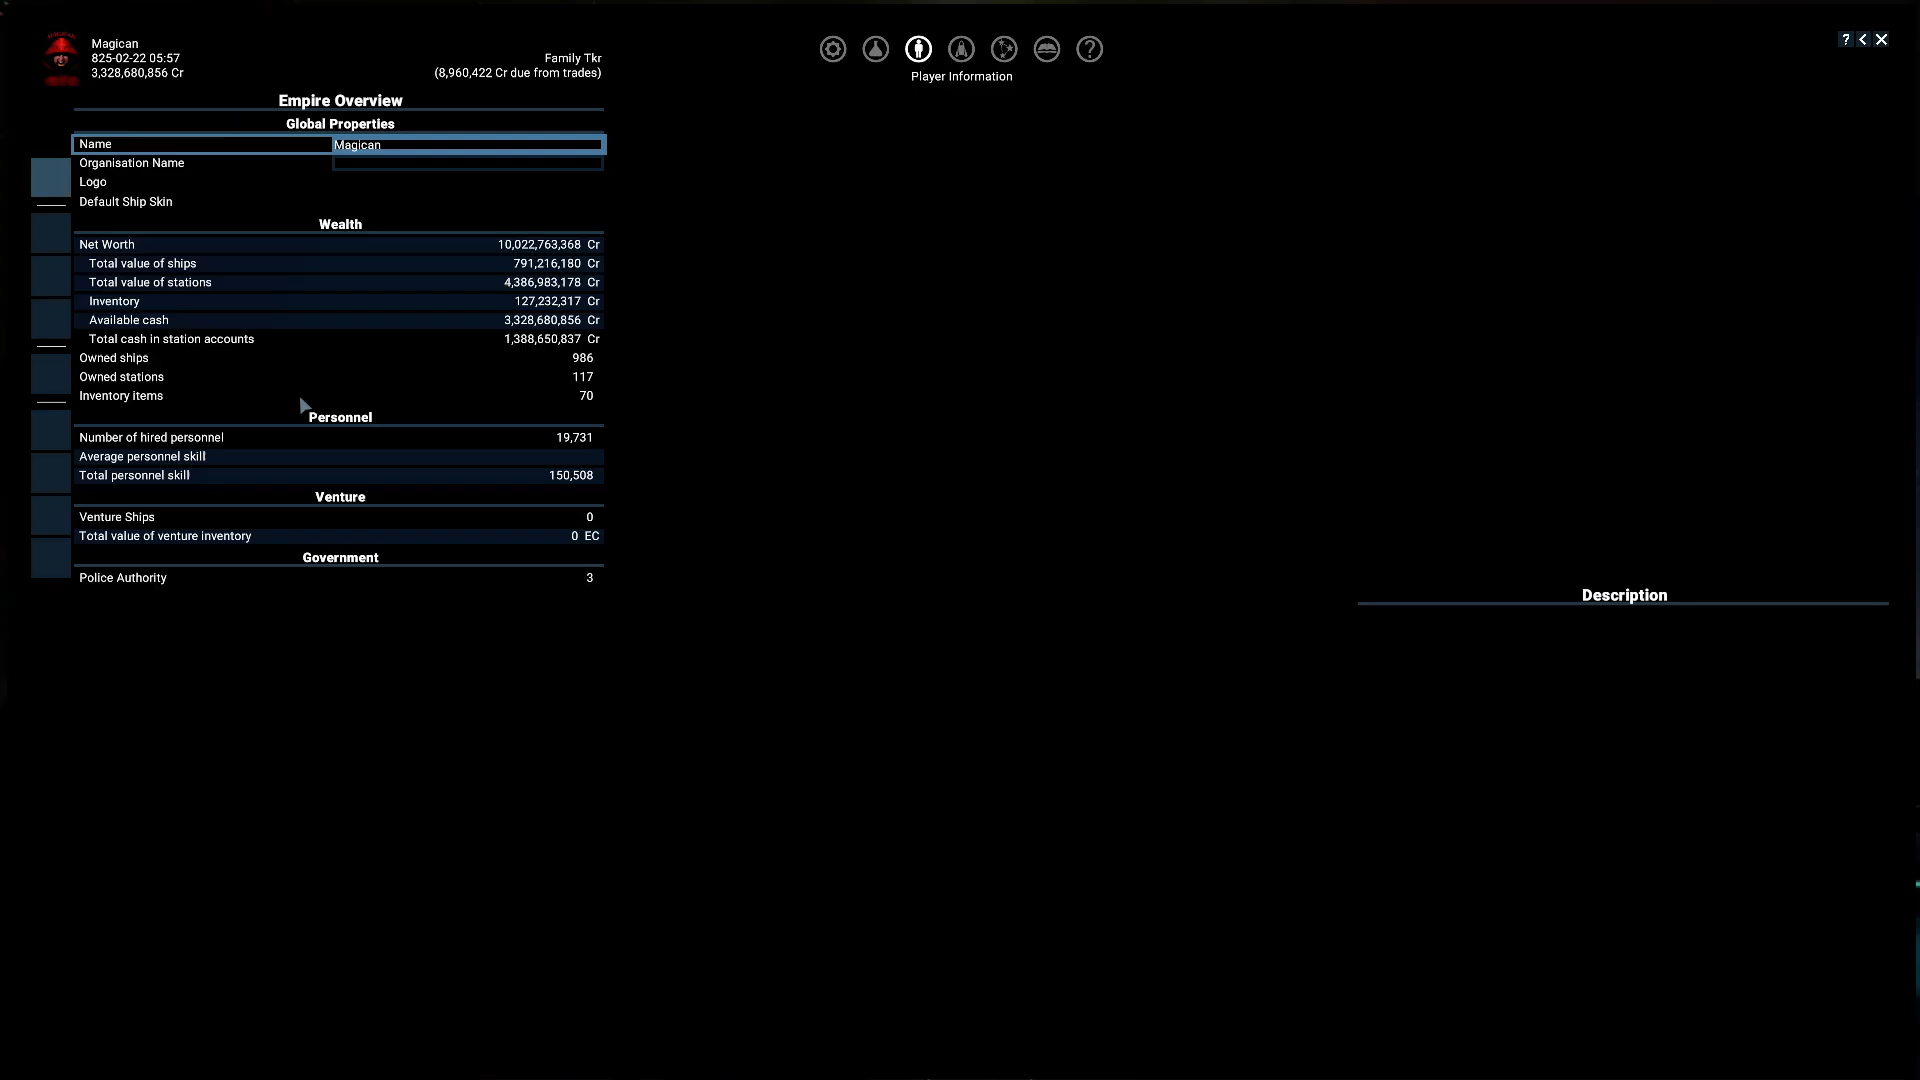 Magican
825-02-22 05:57
3,328,680,856 Cr
Family Tkr
(8,960,422 Cr due from trades)
Player Information
? < X
Empire Overview
Global Properties
Name Magican
Organisation Name
Logo
Default Ship Skin
Wealth
Net Worth 10,022,763,368 Cr
Total value of ships 791,216,180 Cr
Total value of stations 4,386,983,178 Cr
Inventory 127,232,317 Cr
Available cash 3,328,680,856 Cr
Total cash in station accounts 1,388,650,837 Cr
Owned ships 986
Owned stations 117
Inventory items 70
Personnel
Number of hired personnel 19,731
Average personnel skill
Total personnel skill 150,508
Venture
Venture Ships 0
Total value of venture inventory 0 EC
Government
Police Authority 3
Description